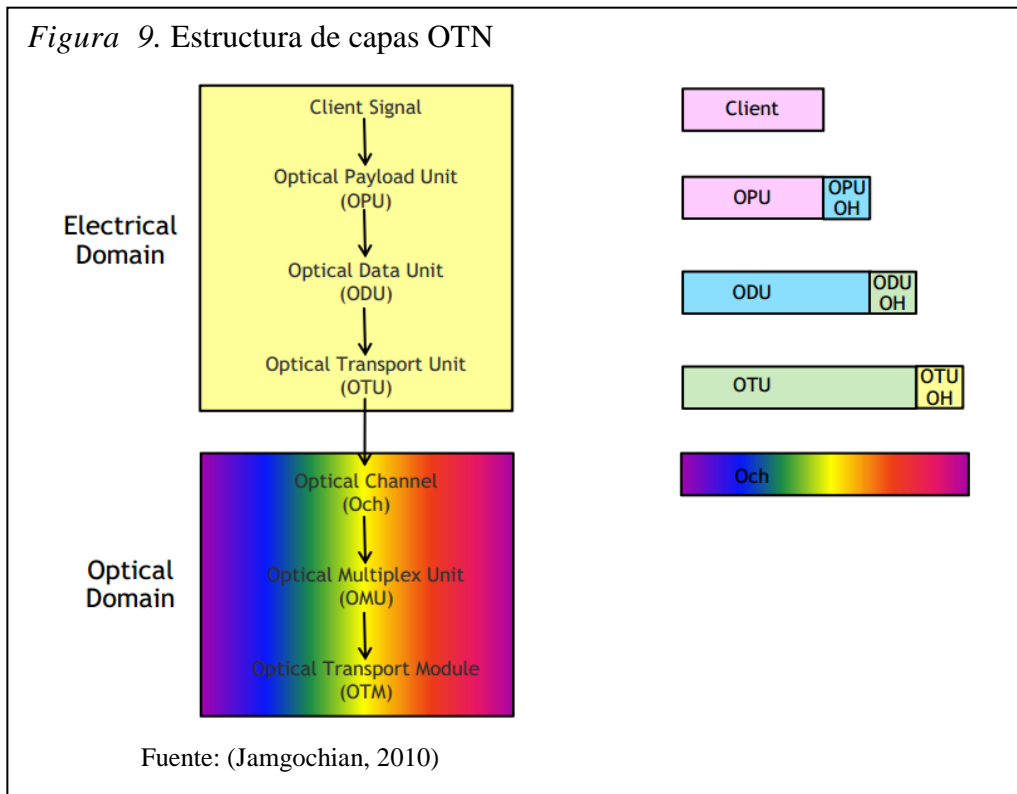 Figura 9. Estructura de capas OTN
Electrical
Domain
Client Signal
Optical Payload Unit
(OPU)
Optical Data Unit
(ODU)
Optical Transport Unit
(OTU)
Optical
Domain
Optical Channel
(Och)
Optical Multiplex Unit
(OMU)
Optical Transport Module
(OTM)
Client
OPU
OPU
OH
ODU
ODU
OH
OTU
OTU
OH
Och
Fuente: (Jamgochian, 2010)